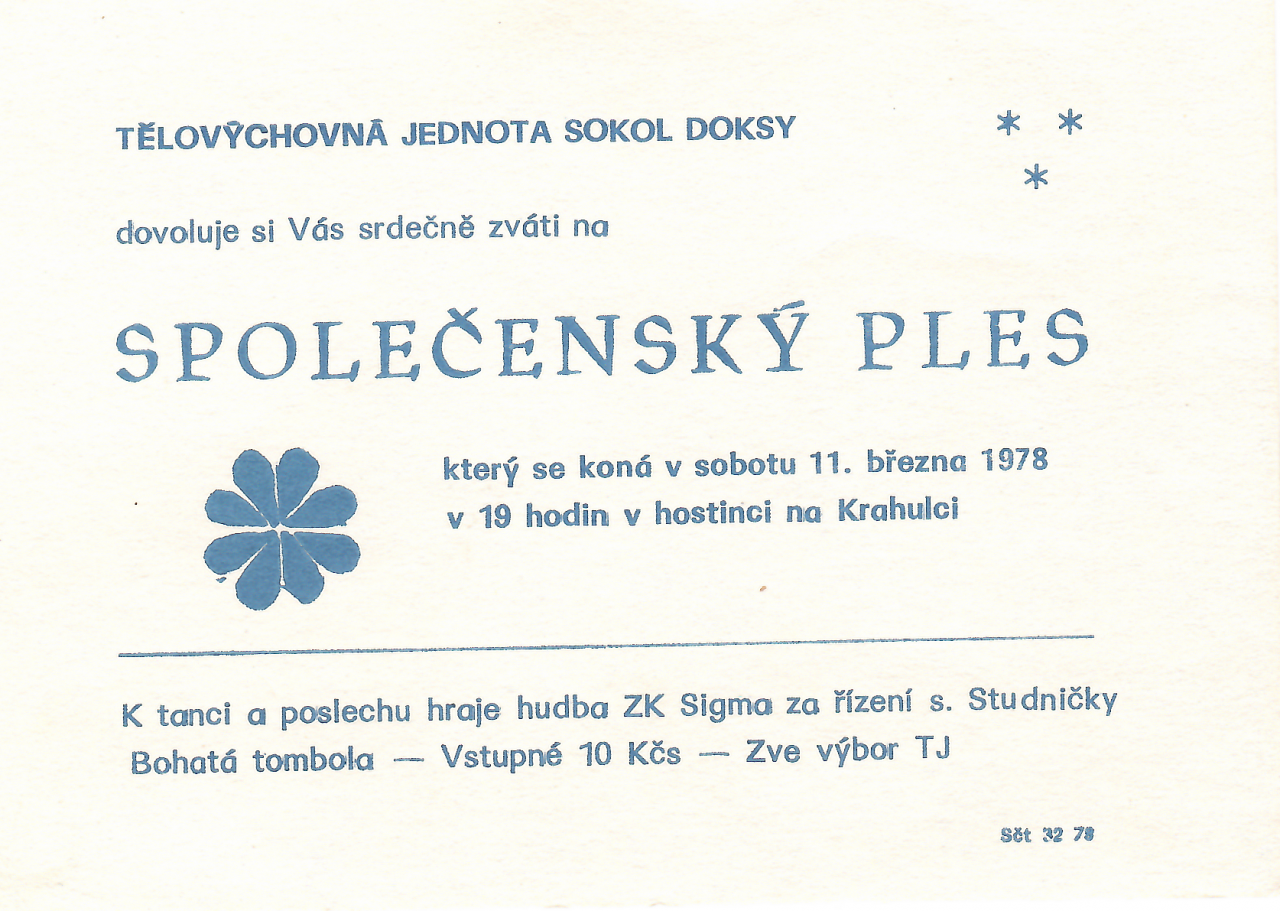 TĚLOVÝCHOVNÁ JEDNOTA SOKOL DOKSY
dovoluje si Vás srdečně zváti na
SPOLEČENSKÝ PLES
který se koná v sobotu 11. března 1978
v 19 hodin v hostinci na Krahulci
K tanci a poslechu hraje hudba ZK Sigma za řízení s. Studničky
Bohatá tombola — Vstupné 10 Kčs — Zve výbor TJ
Sčt 32 78